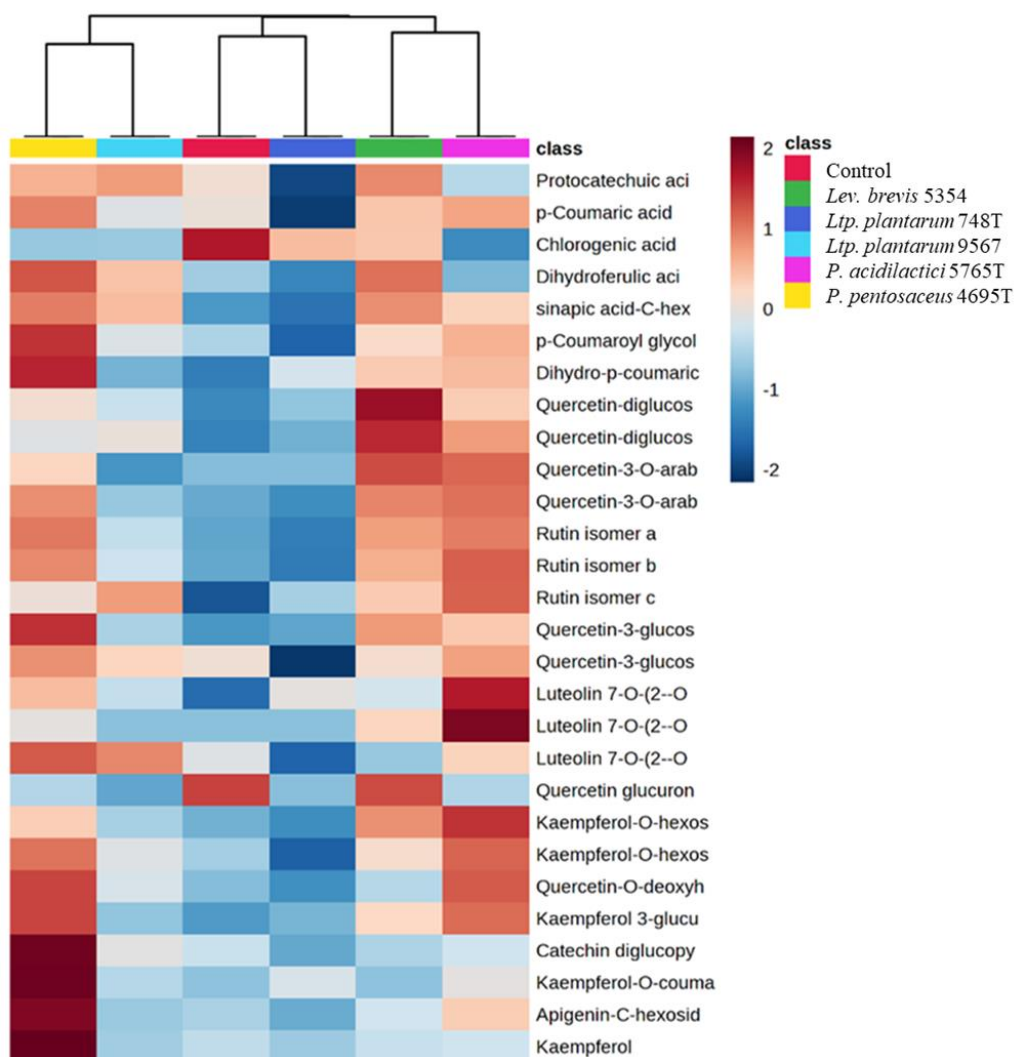 class
Protocatechuic aci
p-Coumaric acid
Chlorogenic acid
Dihydroferulic aci
sinapic acid-C-hex
p-Coumaroyl glycol
Dihydro-p-coumaric
Quercetin-diglucos
Quercetin-diglucos
Quercetin-3-O-arab
Quercetin-3-O-arab
Rutin isomer a
Rutin isomer b
Rutin isomer c
Quercetin-3-glucos
Quercetin-3-glucos
Luteolin 7-O-(2--O
Luteolin 7-O-(2--O
Luteolin 7-O-(2--O
Quercetin glucuron
Kaempferol-O-hexos
Kaempferol-O-hexos
Quercetin-O-deoxyh
Kaempferol 3-glucu
Catechin diglucopy
Kaempferol-O-couma
Apigenin-C-hexosid
Kaempferol
2
1
0
-1
-2
class
Control
Lev. brevis 5354
Ltp. plantarum 748T
Ltp. plantarum 9567
P. acidilactici 5765T
P. pentosaceus 4695T